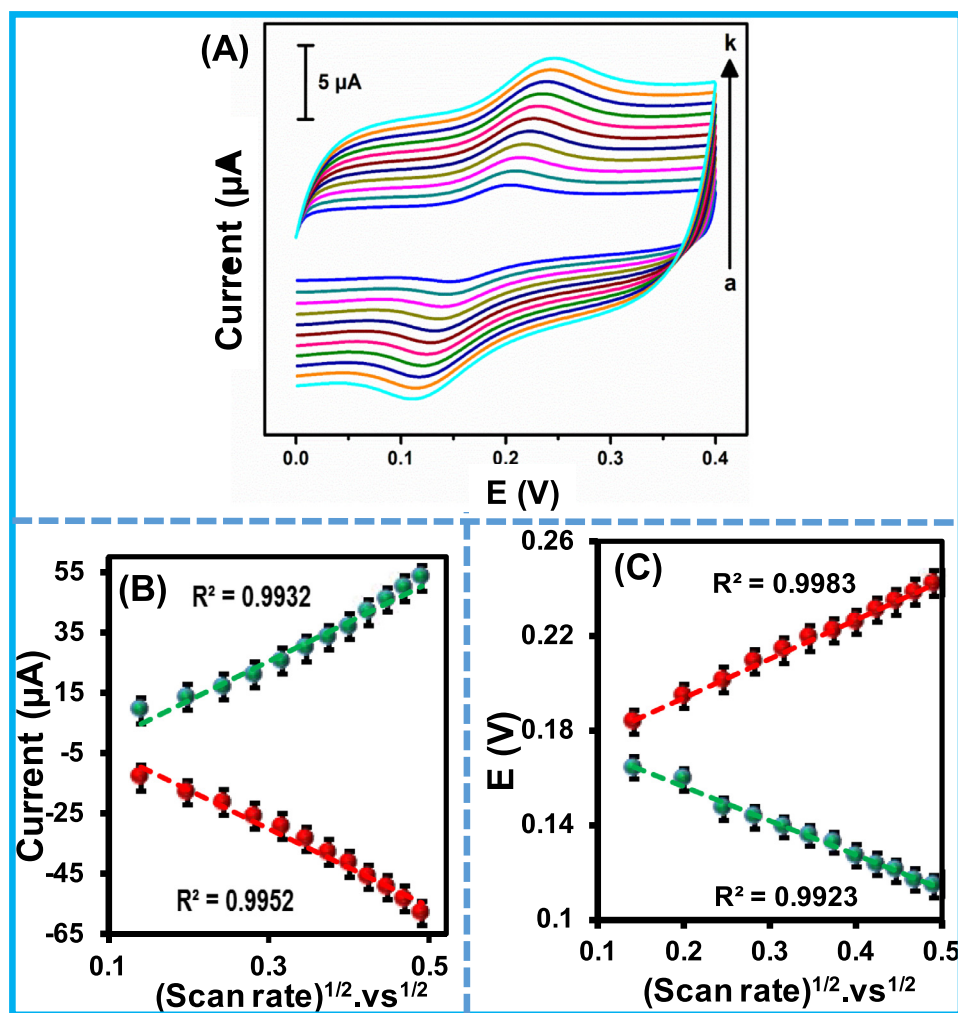 (A)
5 µA
k
a
Current (µA
0.0 0.1 0.2 0.3 0.4
E (V)
(B)
R² = 0.9932
R² = 0.9952
55
35
15
-5
-25
-45
-65
Current (µA)
0.1 0.3 0.5
(Scan rate)¹/².vs¹/²
(C)
R² = 0.9983
R² = 0.9923
0.26
0.22
0.18
0.14
0.1
E (V)
0.1 0.2 0.3 0.4 0.5
(Scan rate)¹/².vs¹/²